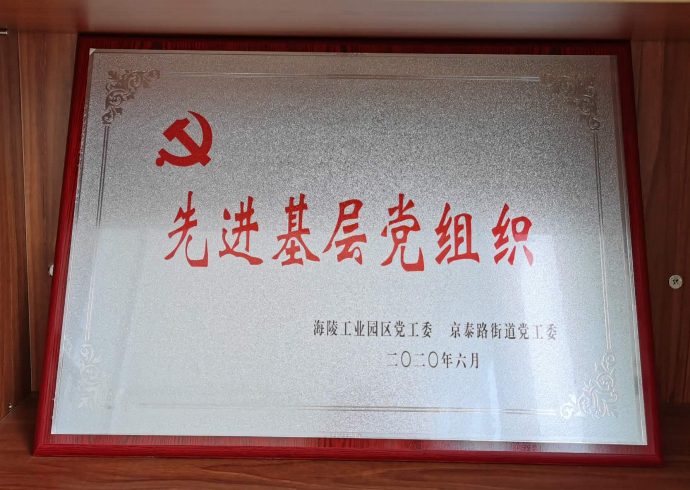 先进基层党组织
海陵工业园区党工委 京泰路街道党工委
二〇二〇年六月